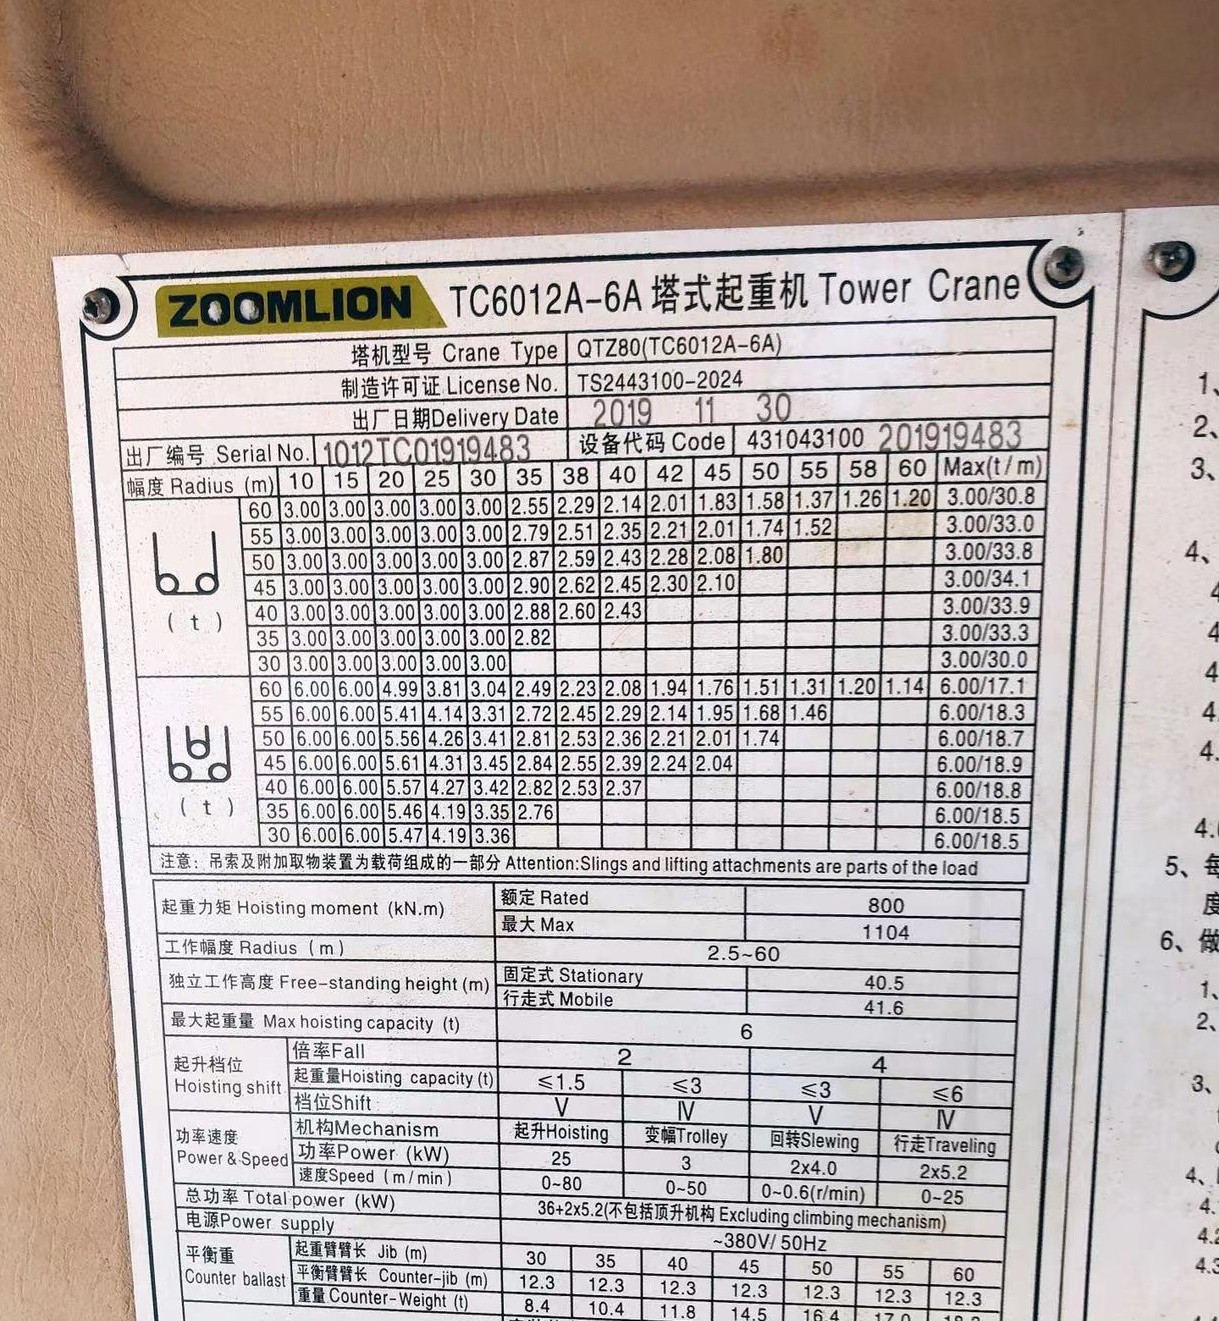 ZOOMLION TC6012A-6A 塔式起重机 Tower Crane
塔机型号 Crane Type QTZ80(TC6012A-6A)
制造许可证 License No. TS2443100-2024
出厂日期 Delivery Date 2019 11 30
出厂编号 Serial No. 1012TC01919483 设备代码 Code 431043100 201919483
幅度 Radius (m) 10 15 20 25 30 35 38 40 42 45 50 55 58 60 Max(t/m)
60 3.00 3.00 3.00 3.00 3.00 2.55 2.29 2.14 2.01 1.83 1.58 1.37 1.26 1.20 3.00/30.8
55 3.00 3.00 3.00 3.00 3.00 2.79 2.51 2.35 2.21 2.01 1.74 1.52 3.00/33.0
50 3.00 3.00 3.00 3.00 3.00 2.87 2.59 2.43 2.28 2.08 1.80 3.00/33.8
45 3.00 3.00 3.00 3.00 3.00 2.90 2.62 2.45 2.30 2.10 3.00/34.1
(t) 40 3.00 3.00 3.00 3.00 3.00 2.88 2.60 2.43 3.00/33.9
35 3.00 3.00 3.00 3.00 3.00 2.82 3.00/33.3
30 3.00 3.00 3.00 3.00 3.00 3.00/30.0
60 6.00 6.00 4.99 3.81 3.04 2.49 2.23 2.08 1.94 1.76 1.51 1.31 1.20 1.14 6.00/17.1
55 6.00 6.00 5.41 4.14 3.31 2.72 2.45 2.29 2.14 1.95 1.68 1.46 6.00/18.3
50 6.00 6.00 5.56 4.26 3.41 2.81 2.53 2.36 2.21 2.01 1.74 6.00/18.7
45 6.00 6.00 5.61 4.31 3.45 2.84 2.55 2.39 2.24 2.04 6.00/18.9
40 6.00 6.00 5.57 4.27 3.42 2.82 2.53 2.37 6.00/18.8
(t) 35 6.00 6.00 5.46 4.19 3.35 2.76 6.00/18.5
30 6.00 6.00 5.47 4.19 3.36 6.00/18.5
注意：吊索及附加取物装置为载荷组成的一部分 Attention:Slings and lifting attachments are parts of the load
起重力矩 Hoisting moment (kN.m) 额定 Rated 800
最大 Max 1104
工作幅度 Radius (m) 2.5~60
独立工作高度 Free-standing height (m) 固定式 Stationary 40.5
行走式 Mobile 41.6
最大起重量 Max hoisting capacity (t) 6
起升档位 Hoisting shift 倍率Fall 2 4
起重量Hoisting capacity (t) ≤1.5 ≤3 ≤3 ≤6
档位Shift Ⅴ Ⅳ Ⅴ Ⅳ
功率速度 Power & Speed 机构Mechanism 起升Hoisting 变幅Trolley 回转Slewing 行走Traveling
功率Power (kW) 25 3 2x4.0 2x5.2
速度Speed (m/min) 0~80 0~50 0~0.6(r/min) 0~25
总功率 Total power (kW) 36+2x5.2(不包括顶升机构 Excluding climbing mechanism)
电源Power supply ~380V/50Hz
平衡重 Counter ballast 起重臂臂长 Jib (m) 30 35 40 45 50 55 60
平衡臂臂长 Counter-jib (m) 12.3 12.3 12.3 12.3 12.3 12.3 12.3
重量 Counter-Weight (t) 8.4 10.4 11.8 14.5 16.4 17.0
1、
2、
3、
4、
4
4
4
4.
4.
4.
5、每
度
6、做
1、
2、
3、
4、
4.
4.2
4.3